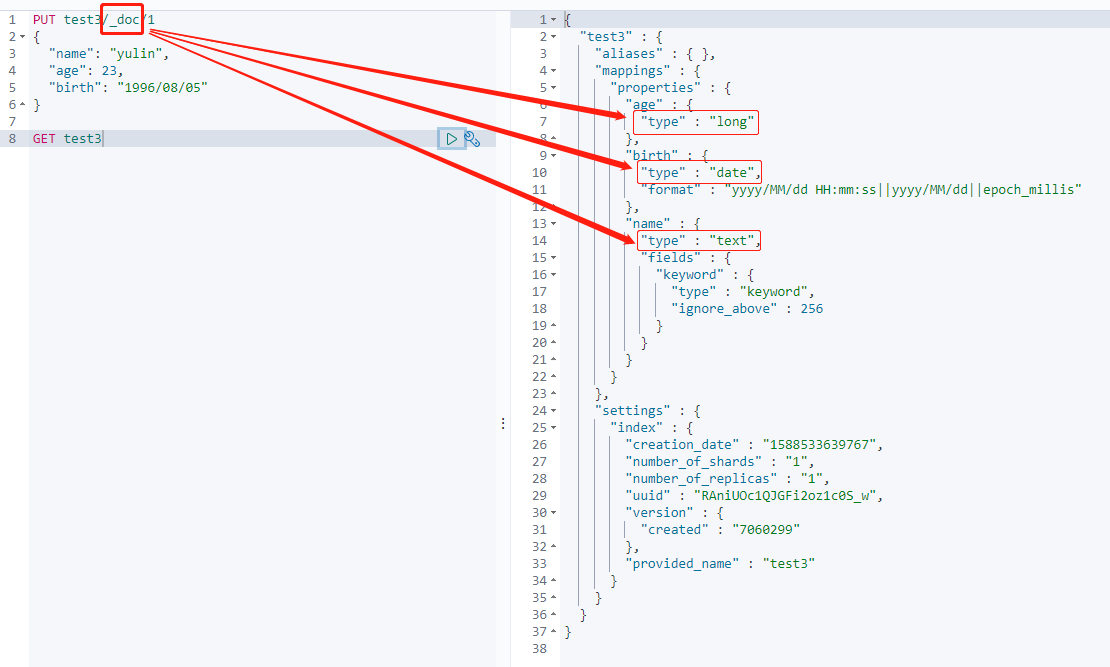 1 PUT test3/_doc/1
2 {
3 "name": "yulin",
4 "age": 23,
5 "birth": "1996/08/05"
6 }
7
8 GET test3
1 {
2 "test3" : {
3 "aliases" : { },
4 "mappings" : {
5 "properties" : {
6 "age" : {
7 "type" : "long"
8 },
9 "birth" : {
10 "type" : "date",
11 "format" : "yyyy/MM/dd HH:mm:ss||yyyy/MM/dd||epoch_millis"
12 },
13 "name" : {
14 "type" : "text",
15 "fields" : {
16 "keyword" : {
17 "type" : "keyword",
18 "ignore_above" : 256
19 }
20 }
21 }
22 }
23 },
24 "settings" : {
25 "index" : {
26 "creation_date" : "1588533639767",
27 "number_of_shards" : "1",
28 "number_of_replicas" : "1",
29 "uuid" : "RAniUOc1QJGFi2oz1c0S_w",
30 "version" : {
31 "created" : "7060299"
32 },
33 "provided_name" : "test3"
34 }
35 }
36 }
37 }
38